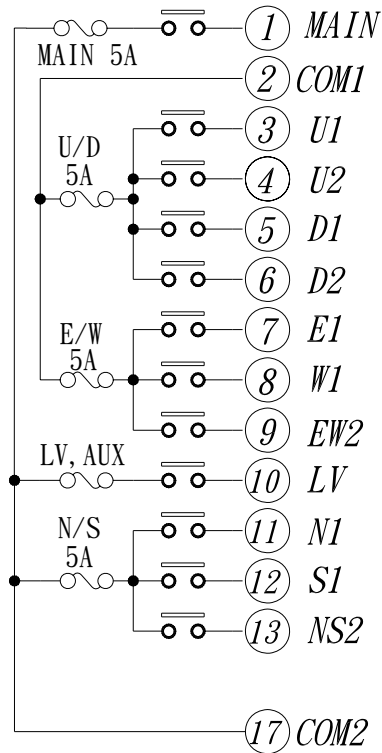 1 MAIN
MAIN 5A
2 COM1
3 U1
U/D
5A
4 U2
5 D1
6 D2
7 E1
E/W
5A
8 W1
9 EW2
LV, AUX
10 LV
11 N1
N/S
5A
12 S1
13 NS2
17 COM2